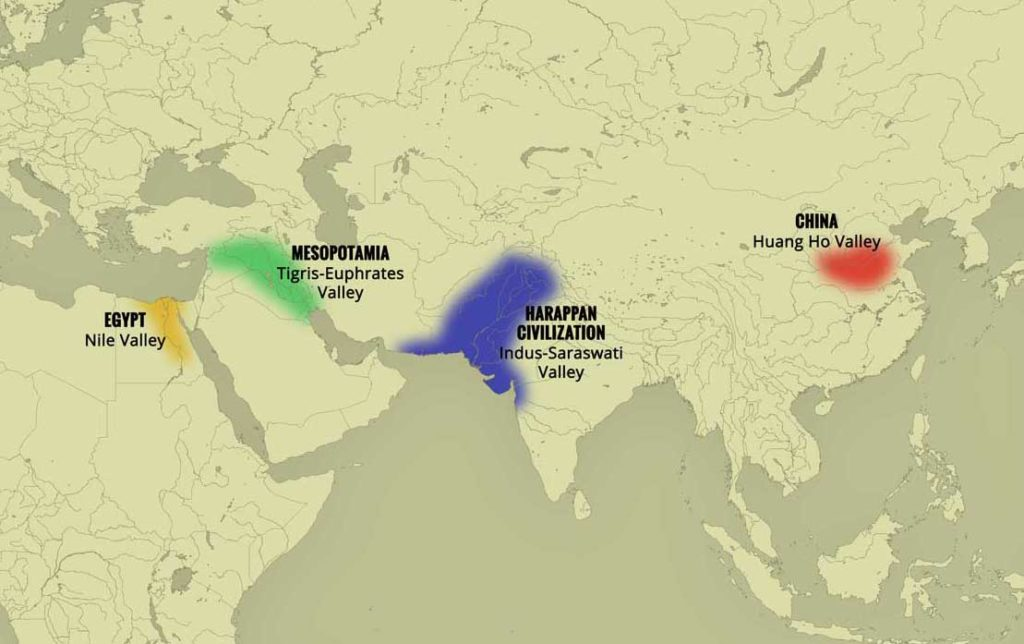 EGYPT
Nile Valley
MESOPOTAMIA
Tigris-Euphrates
Valley
HARAPPAN
CIVILIZATION
Indus-Saraswati
Valley
CHINA
Huang Ho Valley